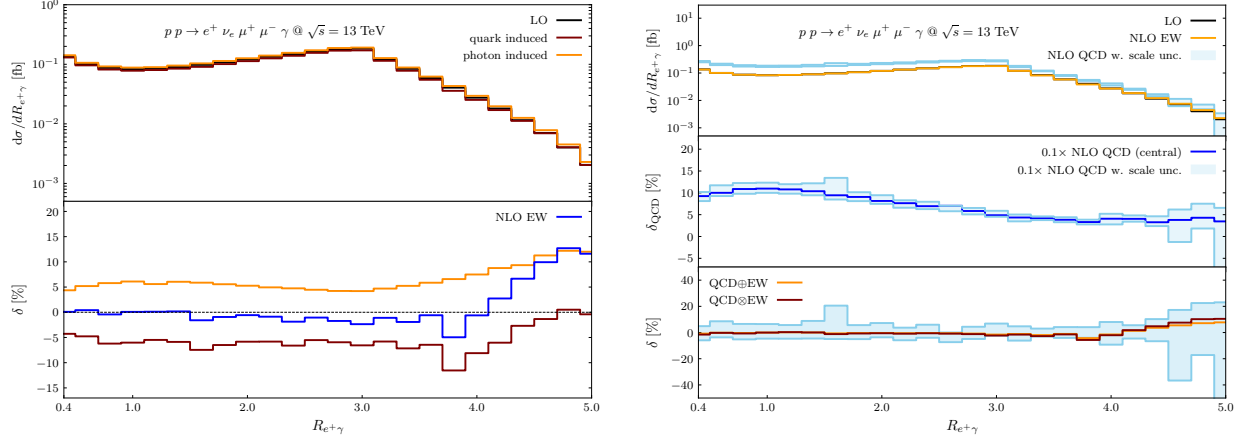 p p → e⁺ νₑ μ⁺ μ⁻ γ @ √s = 13 TeV
LO
quark induced
photon induced
dσ/dR_{e⁺γ} [fb]
10⁰
10⁻¹
10⁻²
10⁻³
NLO EW
δ [%]
20
15
10
5
0
−5
−10
−15
0.4
1.0
2.0
3.0
4.0
5.0
R_{e⁺γ}
p p → e⁺ νₑ μ⁺ μ⁻ γ @ √s = 13 TeV
LO
NLO EW
NLO QCD w. scale unc.
dσ/dR_{e⁺γ} [fb]
10²
10¹
10⁰
10⁻¹
10⁻²
10⁻³
0.1× NLO QCD (central)
0.1× NLO QCD w. scale unc.
δ_{QCD} [%]
20
15
10
5
0
−5
QCD⊕EW
QCD⊗EW
δ [%]
40
20
0
−20
−40
0.4
1.0
2.0
3.0
4.0
5.0
R_{e⁺γ}